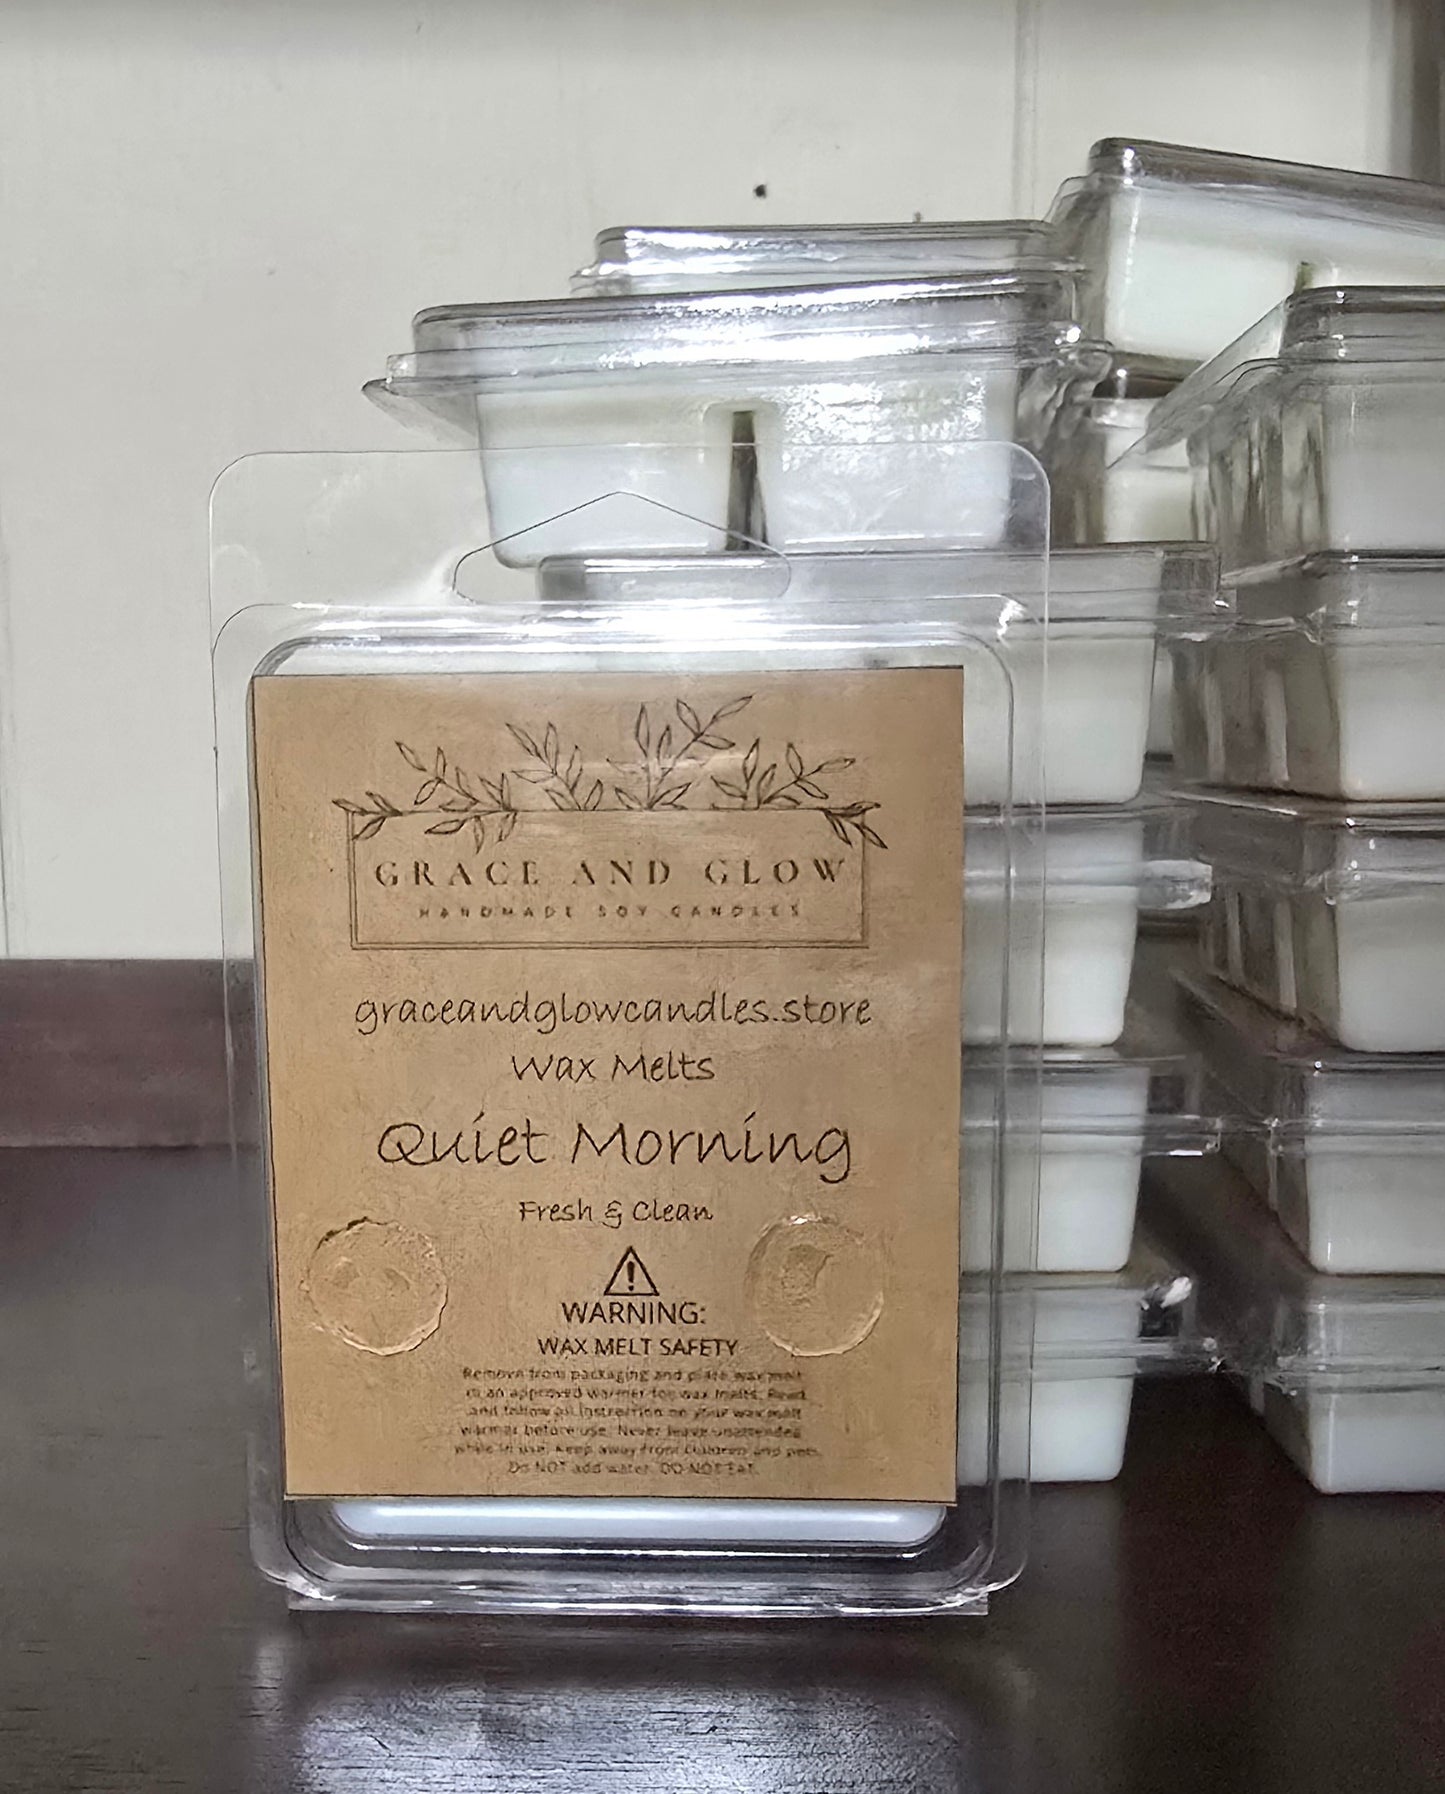 GRACE AND GLOW
HANDMADE SOY CANDLES
graceandglowcandles.store
Wax Melts
Quiet Morning
Fresh & Clean
WARNING:
WAX MELT SAFETY
Remove from packaging and place wax melt
in an approved warmer for wax melts. Read
and follow all instruction on your wax melt
warmer before use. Never leave unattended
while in use. Keep away from children and pets.
Do NOT add water. DO NOT EAT.